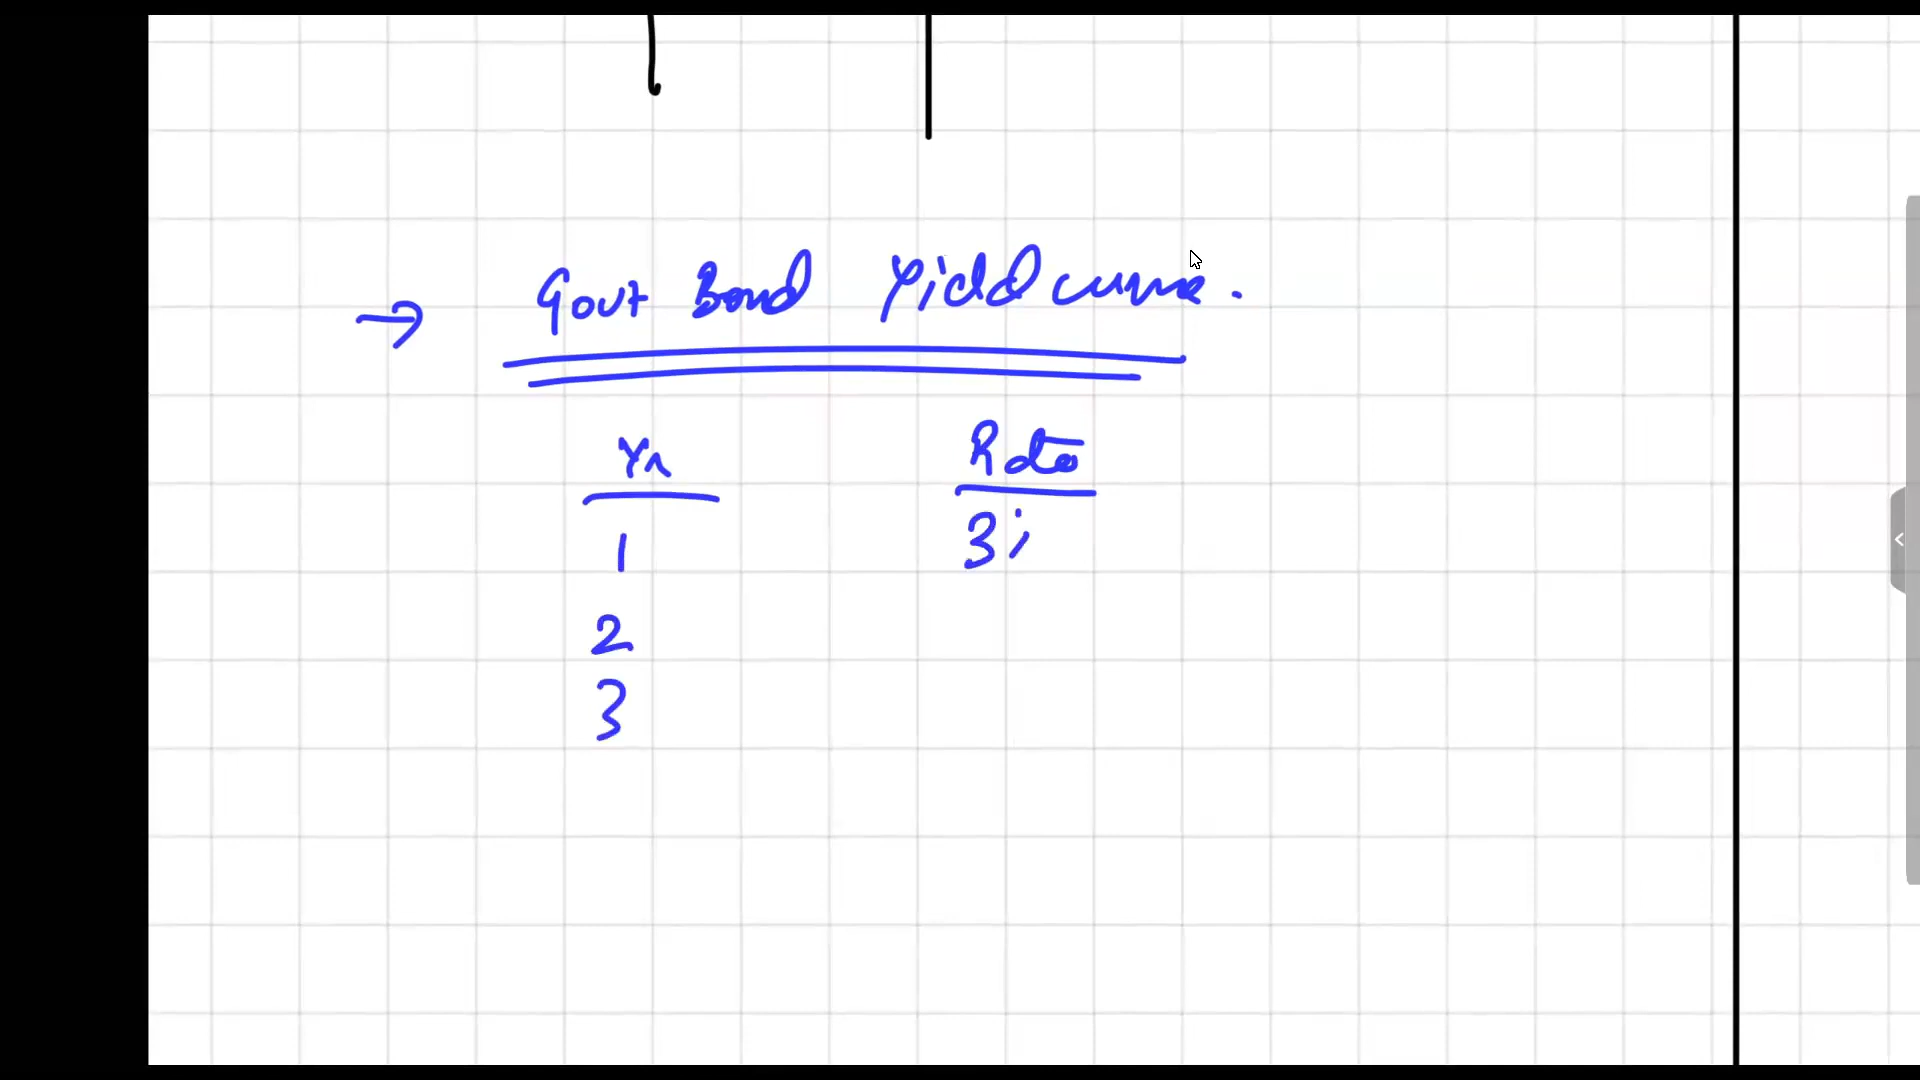 → Govt Bond Yield curve.
Yr Rate
1 3%
2
3